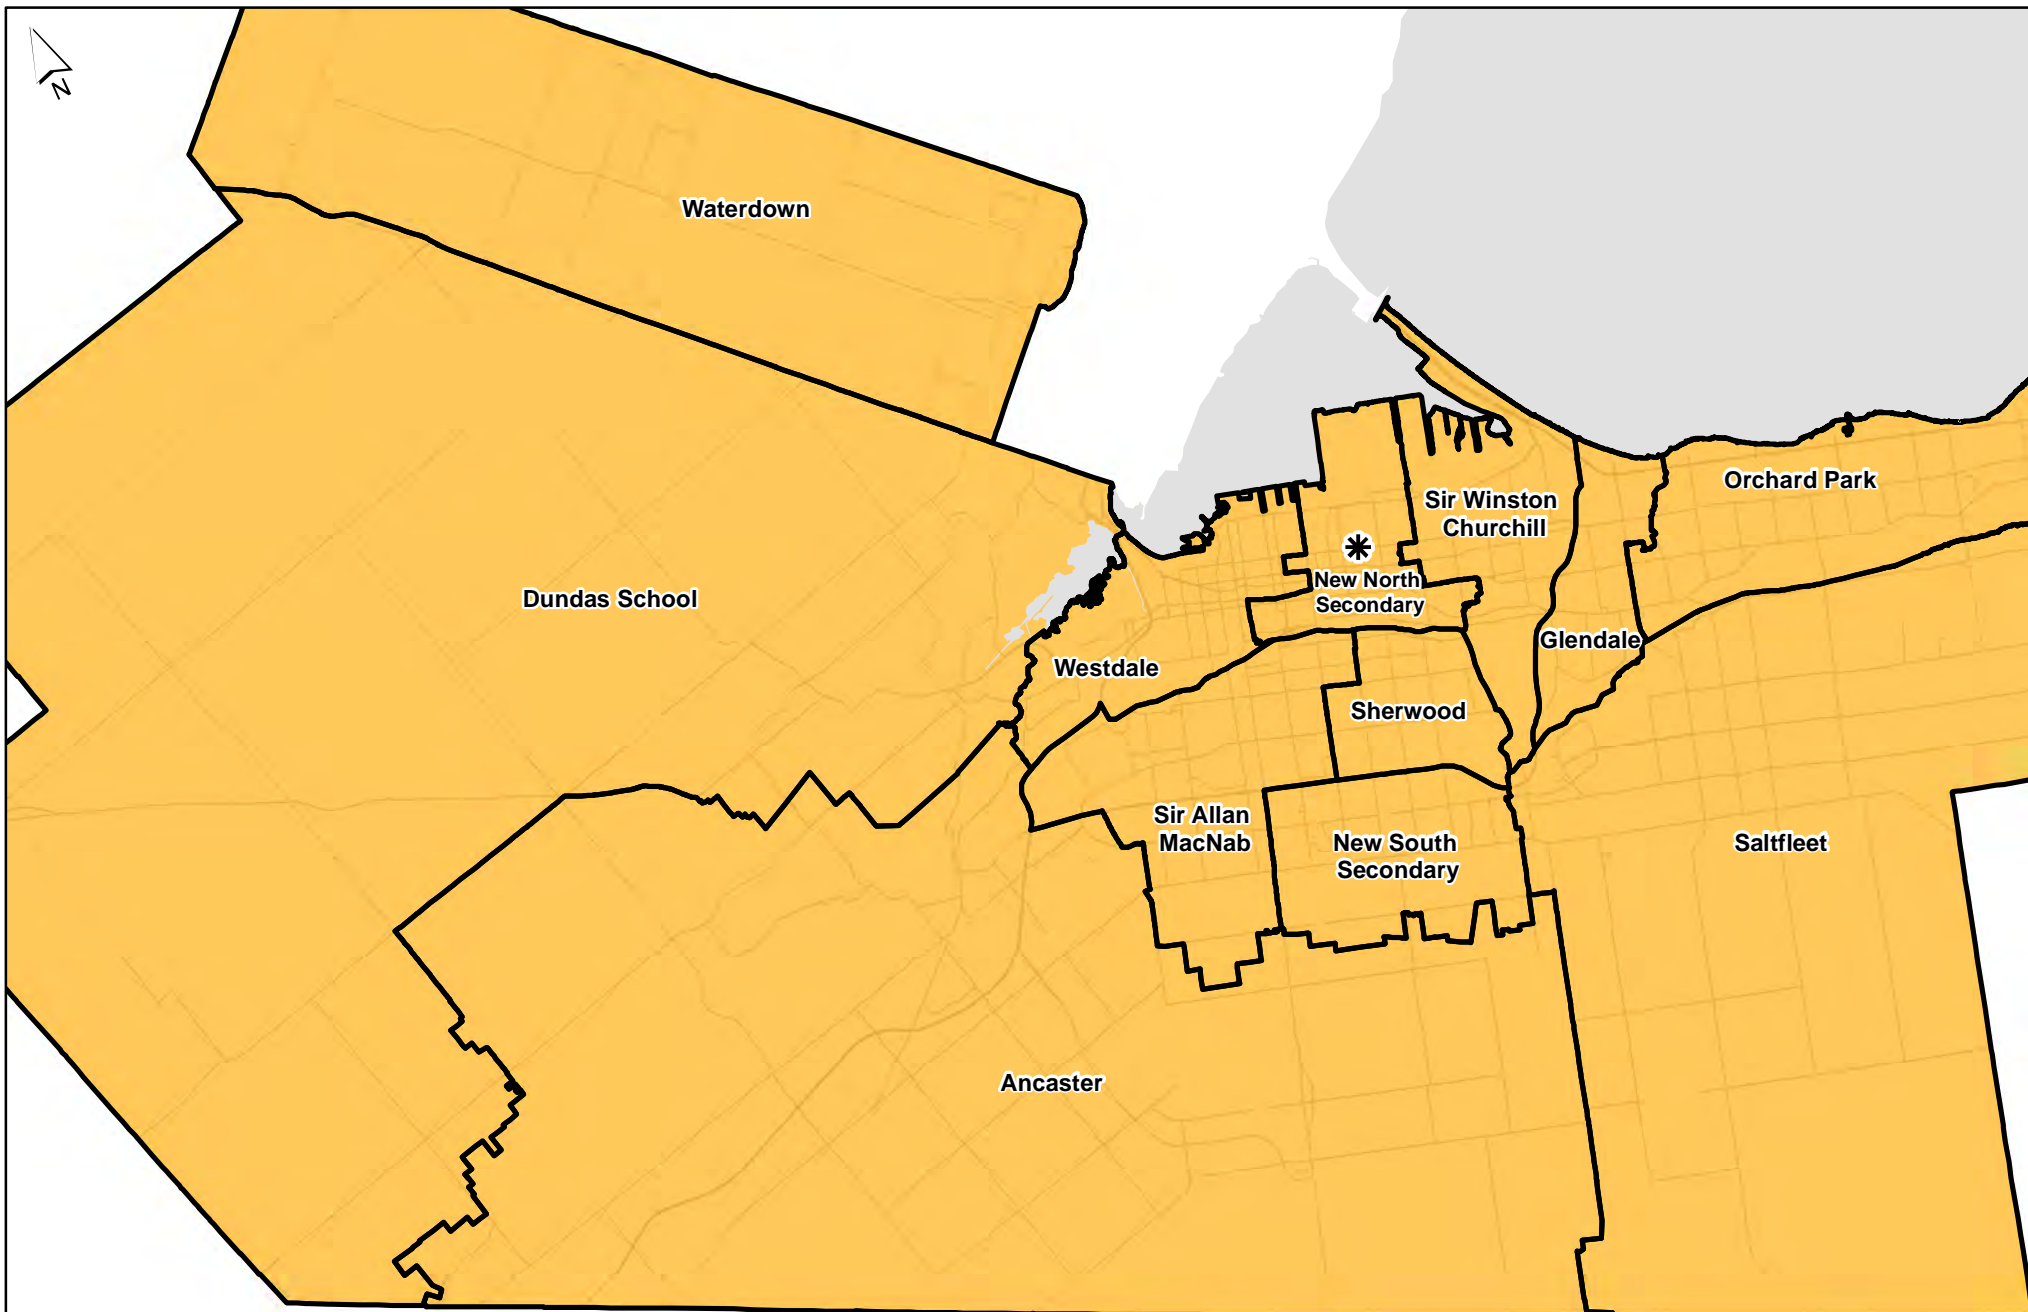 N
Waterdown
Orchard Park
Sir Winston
Churchill
New North
Secondary
Dundas School
Glendale
Westdale
Sherwood
Sir Allan
MacNab
New South
Secondary
Saltfleet
Ancaster